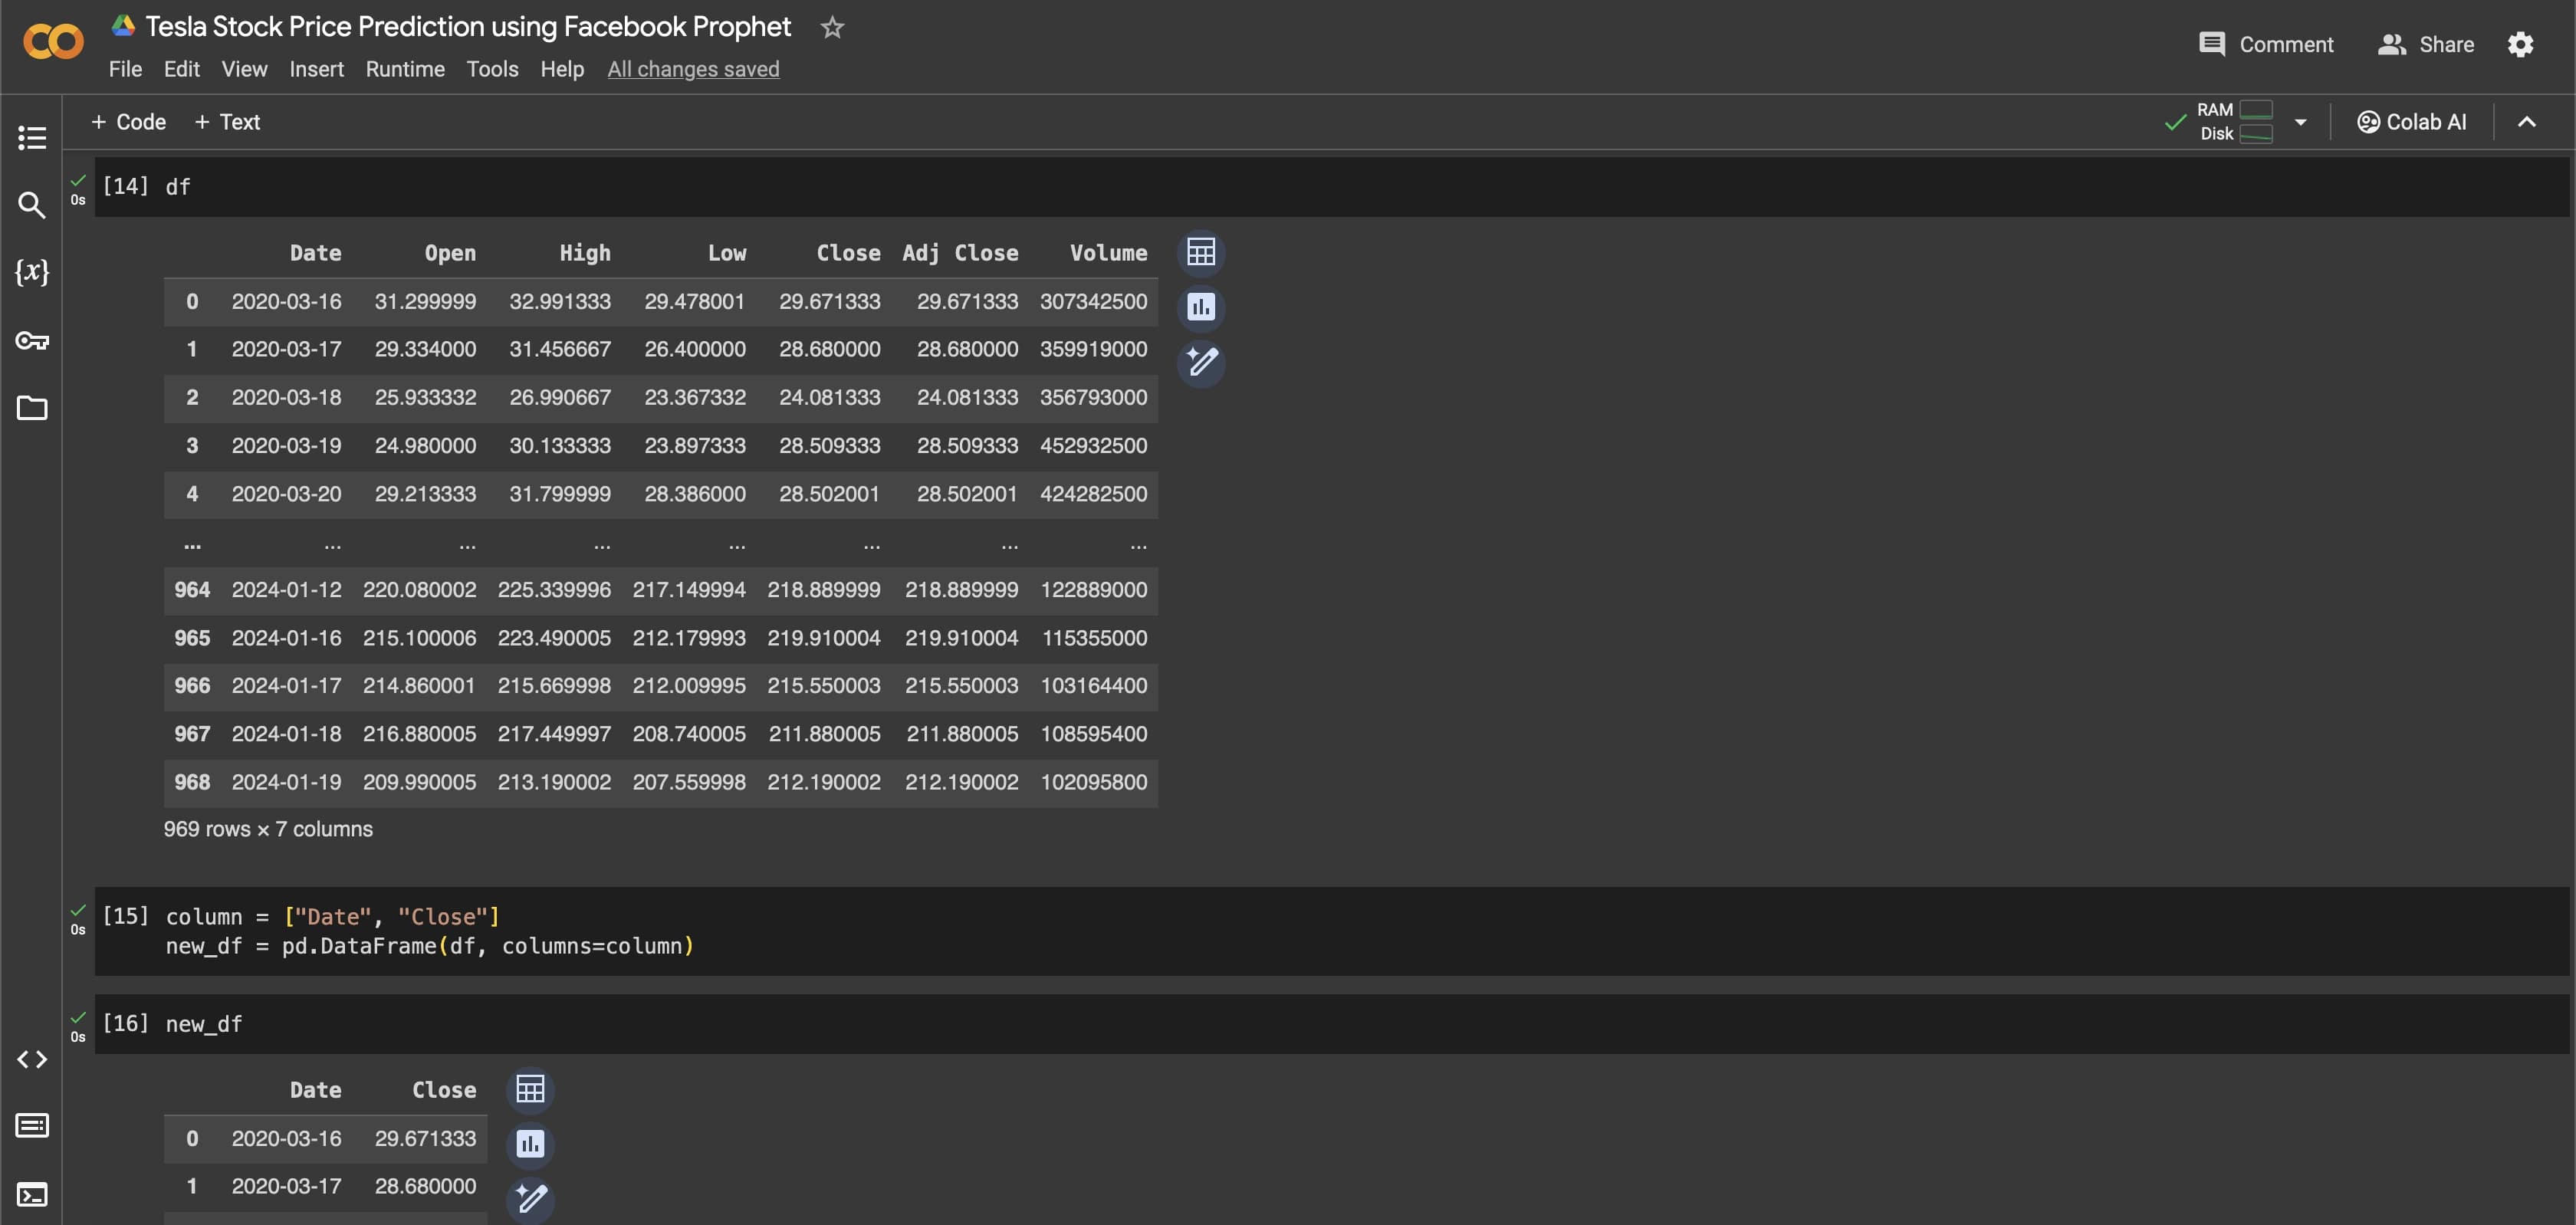 Tesla Stock Price Prediction using Facebook Prophet
File Edit View Insert Runtime Tools Help All changes saved
Comment Share
+ Code + Text
RAM
Disk
Colab AI
0s
[14] df
Date Open High Low Close Adj Close Volume
0 2020-03-16 31.299999 32.991333 29.478001 29.671333 29.671333 307342500
1 2020-03-17 29.334000 31.456667 26.400000 28.680000 28.680000 359919000
2 2020-03-18 25.933332 26.990667 23.367332 24.081333 24.081333 356793000
3 2020-03-19 24.980000 30.133333 23.897333 28.509333 28.509333 452932500
4 2020-03-20 29.213333 31.799999 28.386000 28.502001 28.502001 424282500
... ... ... ... ... ... ... ...
964 2024-01-12 220.080002 225.339996 217.149994 218.889999 218.889999 122889000
965 2024-01-16 215.100006 223.490005 212.179993 219.910004 219.910004 115355000
966 2024-01-17 214.860001 215.669998 212.009995 215.550003 215.550003 103164400
967 2024-01-18 216.880005 217.449997 208.740005 211.880005 211.880005 108595400
968 2024-01-19 209.990005 213.190002 207.559998 212.190002 212.190002 102095800
969 rows × 7 columns
0s
[15] column = ["Date", "Close"]
new_df = pd.DataFrame(df, columns=column)
0s
[16] new_df
Date Close
0 2020-03-16 29.671333
1 2020-03-17 28.680000
{x}